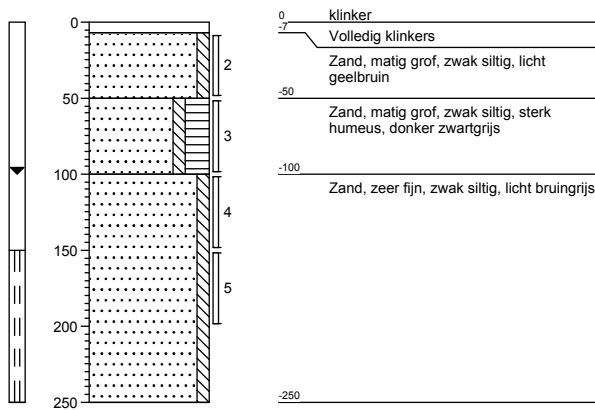 0
50
100
150
200
250
2
3
4
5
0
klinker
-7
Volledig klinkers
Zand, matig grof, zwak siltig, licht
geelbruin
-50
Zand, matig grof, zwak siltig, sterk
humeus, donker zwartgrijs
-100
Zand, zeer fijn, zwak siltig, licht bruingrijs
-250